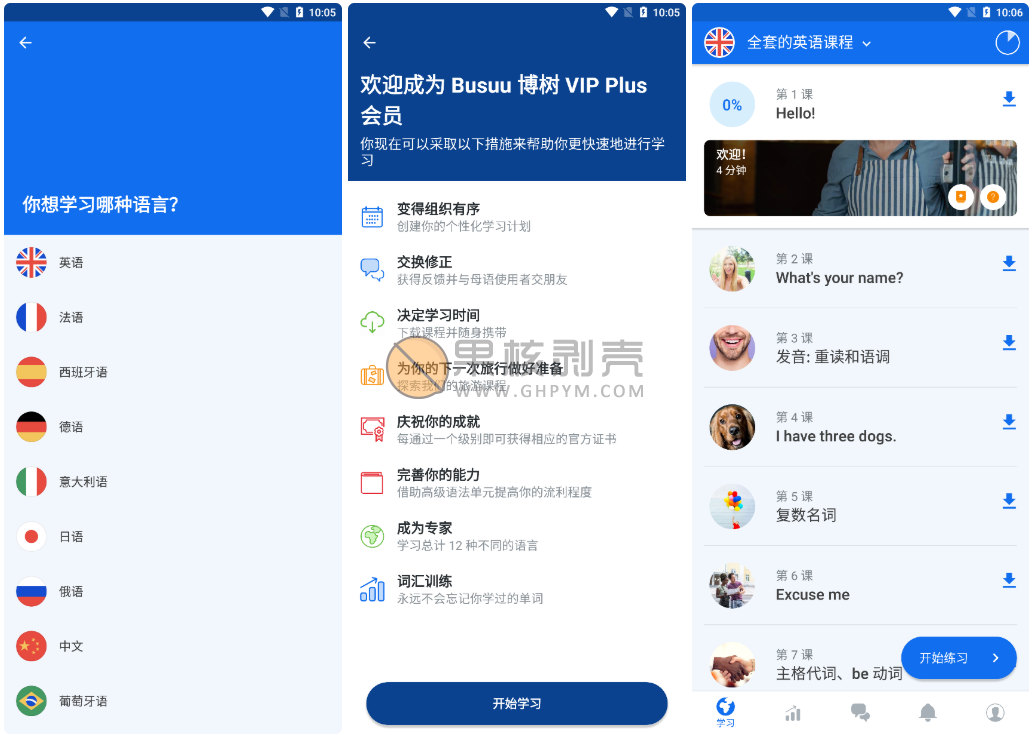 10:05
你想学习哪种语言?
英语
法语
西班牙语
德语
意大利语
日语
俄语
中文
葡萄牙语
10:05
欢迎成为 Busuu 博树 VIP Plus
会员
你现在可以采取以下措施来帮助你更快速地进行学
习
变得组织有序
创建你的个性化学习计划
交换修正
获得反馈并与母语使用者交朋友
决定学习时间
下载课程并随身携带
为你的下一次旅行做好准备
探索我们的旅游课程
果核剥壳
WWW.GHPYM.COM
庆祝你的成就
每通过一个级别即可获得相应的官方证书
完善你的能力
借助高级语法单元提高你的流利程度
成为专家
学习总计 12 种不同的语言
词汇训练
永远不会忘记你学过的单词
开始学习
10:06
全套的英语课程
0%
第 1 课
Hello!
欢迎!
4 分钟
第 2 课
What's your name?
第 3 课
发音: 重读和语调
第 4 课
I have three dogs.
第 5 课
复数名词
第 6 课
Excuse me
第 7 课
主格代词、be 动词
开始练习
学习